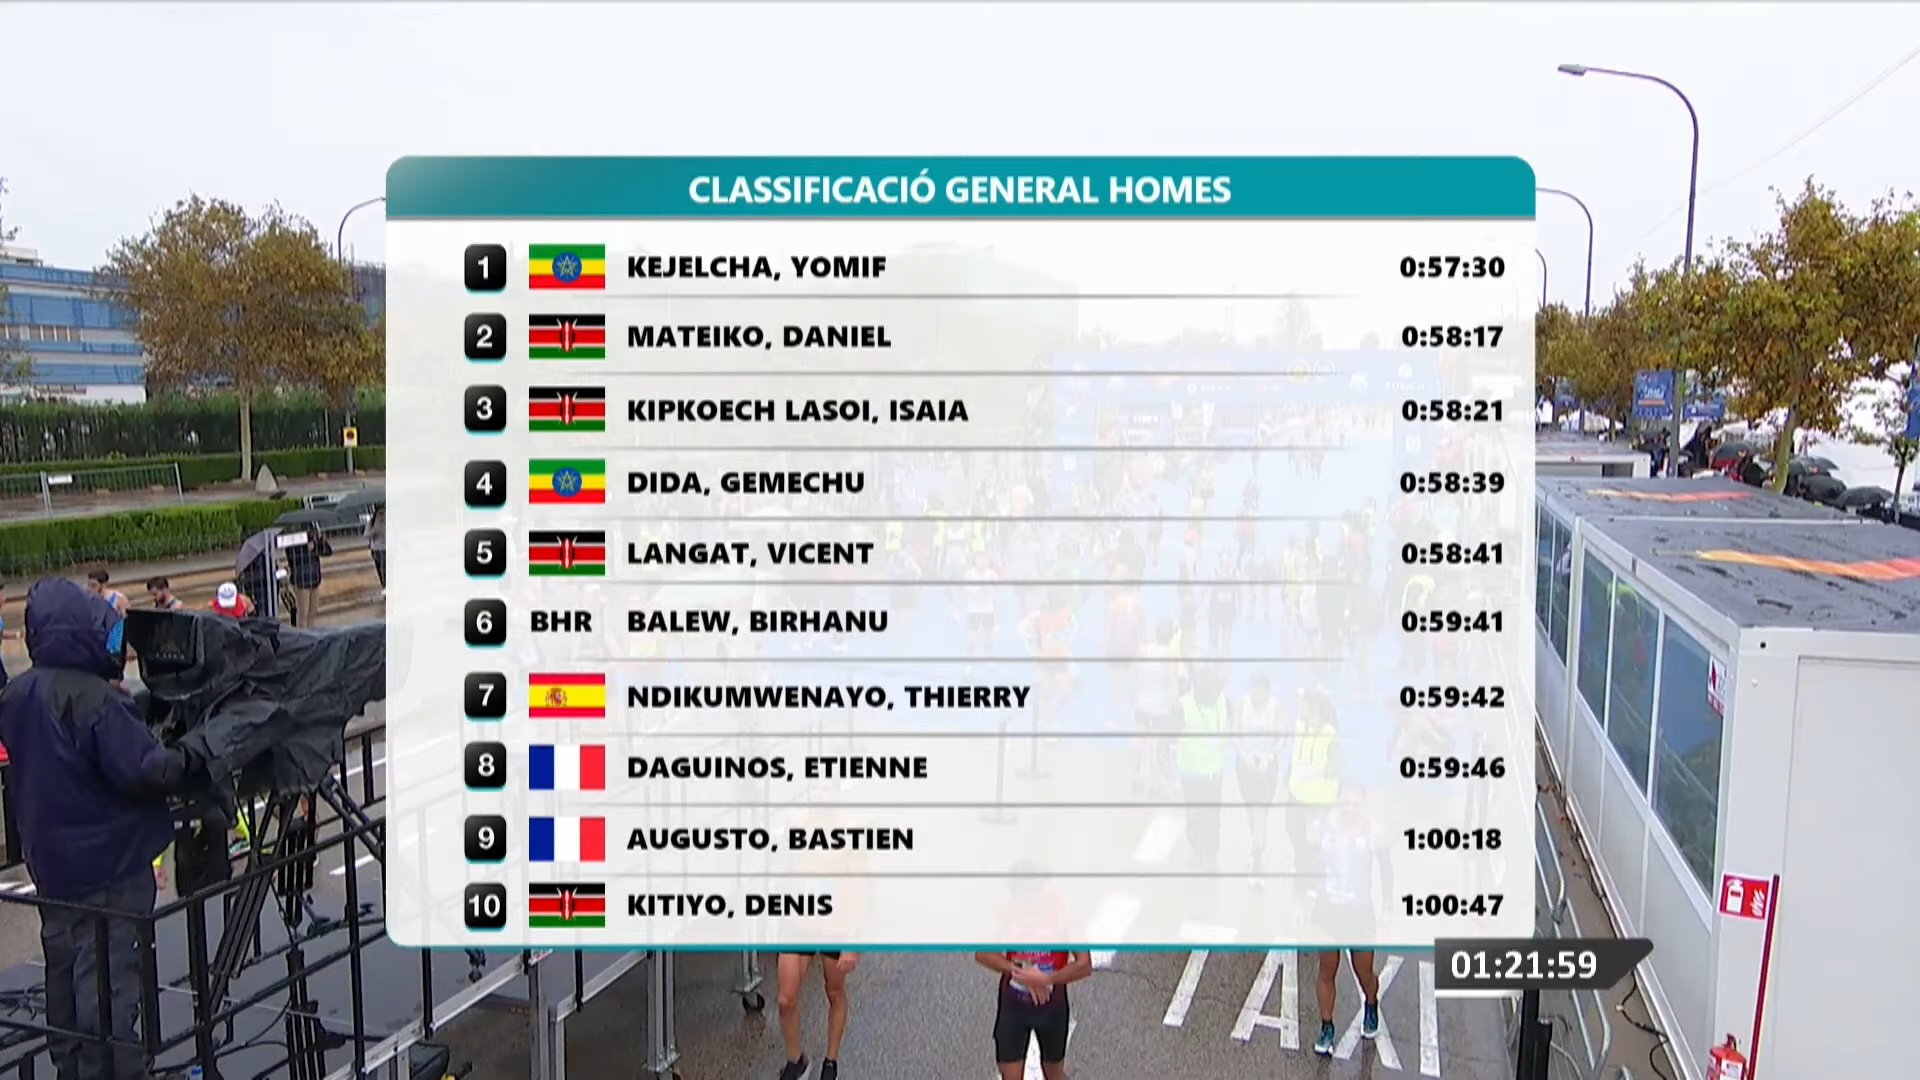 CLASSIFICACIÓ GENERAL HOMES
1 KEJELCHA, YOMIF 0:57:30
2 MATEIKO, DANIEL 0:58:17
3 KIPKOECH LASOI, ISAIA 0:58:21
4 DIDA, GEMECHU 0:58:39
5 LANGAT, VICENT 0:58:41
6 BHR BALEW, BIRHANU 0:59:41
7 NDIKUMWENAYO, THIERRY 0:59:42
8 DAGUINOS, ETIENNE 0:59:46
9 AUGUSTO, BASTIEN 1:00:18
10 KITIYO, DENIS 1:00:47
01:21:59
TAXI